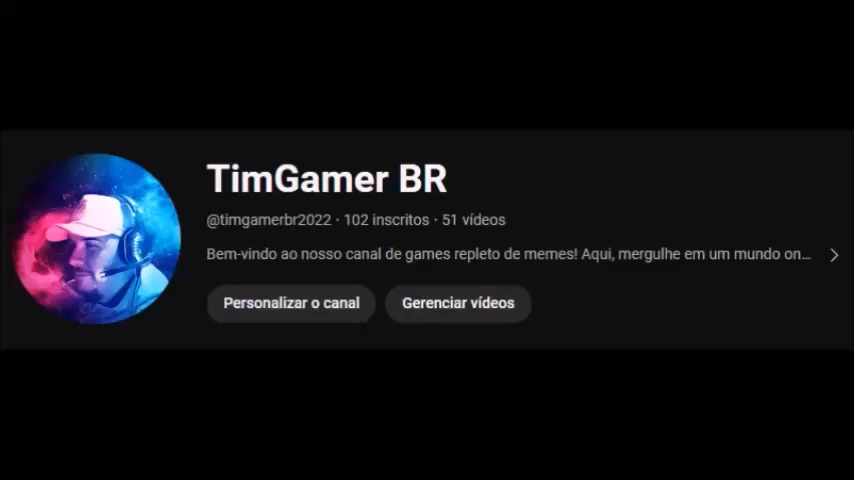 TimGamer BR
@timgamerbr2022 · 102 inscritos · 51 vídeos
Bem-vindo ao nosso canal de games repleto de memes! Aqui, mergulhe em um mundo on...
Personalizar o canal Gerenciar vídeos